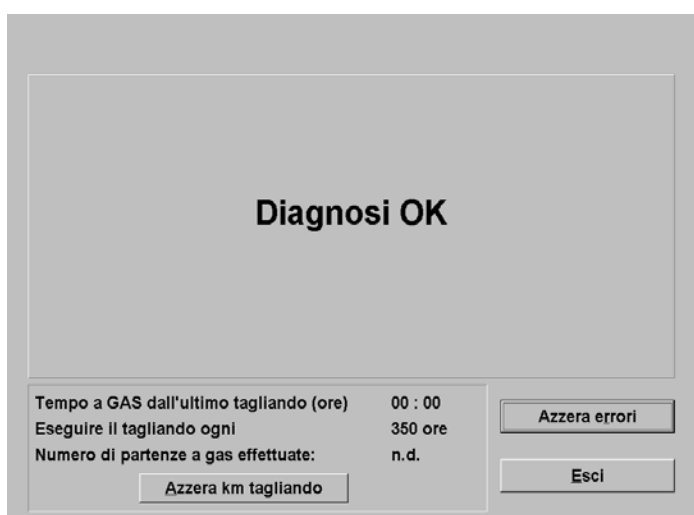 Diagnosi OK
Tempo a GAS dall'ultimo tagliando (ore) 00 : 00
Eseguire il tagliando ogni 350 ore
Numero di partenze a gas effettuate: n.d.
Azzera km tagliando
Azzera errori
Esci